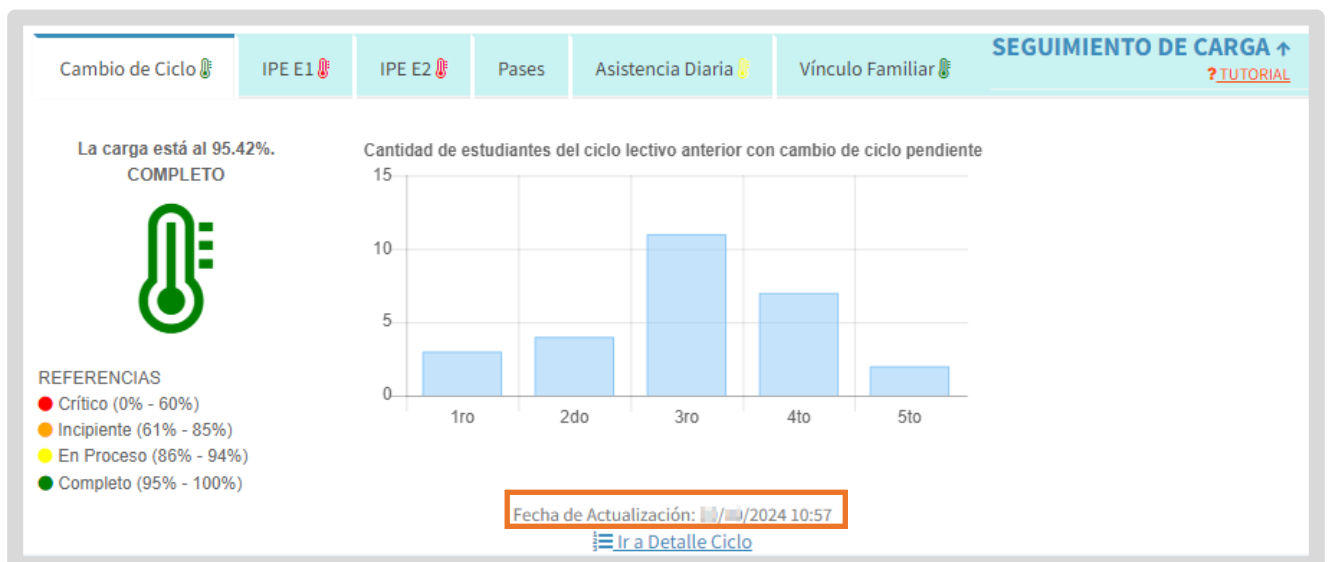 Cambio de Ciclo
IPE E1
IPE E2
Pases
Asistencia Diaria
Vínculo Familiar
SEGUIMIENTO DE CARGA
? TUTORIAL
La carga está al 95.42%.
COMPLETO
REFERENCIAS
Crítico (0% - 60%)
Incipiente (61% - 85%)
En Proceso (86% - 94%)
Completo (95% - 100%)
Cantidad de estudiantes del ciclo lectivo anterior con cambio de ciclo pendiente
15
10
5
0
1ro 2do 3ro 4to 5to
Fecha de Actualización: / /2024 10:57
Ir a Detalle Ciclo